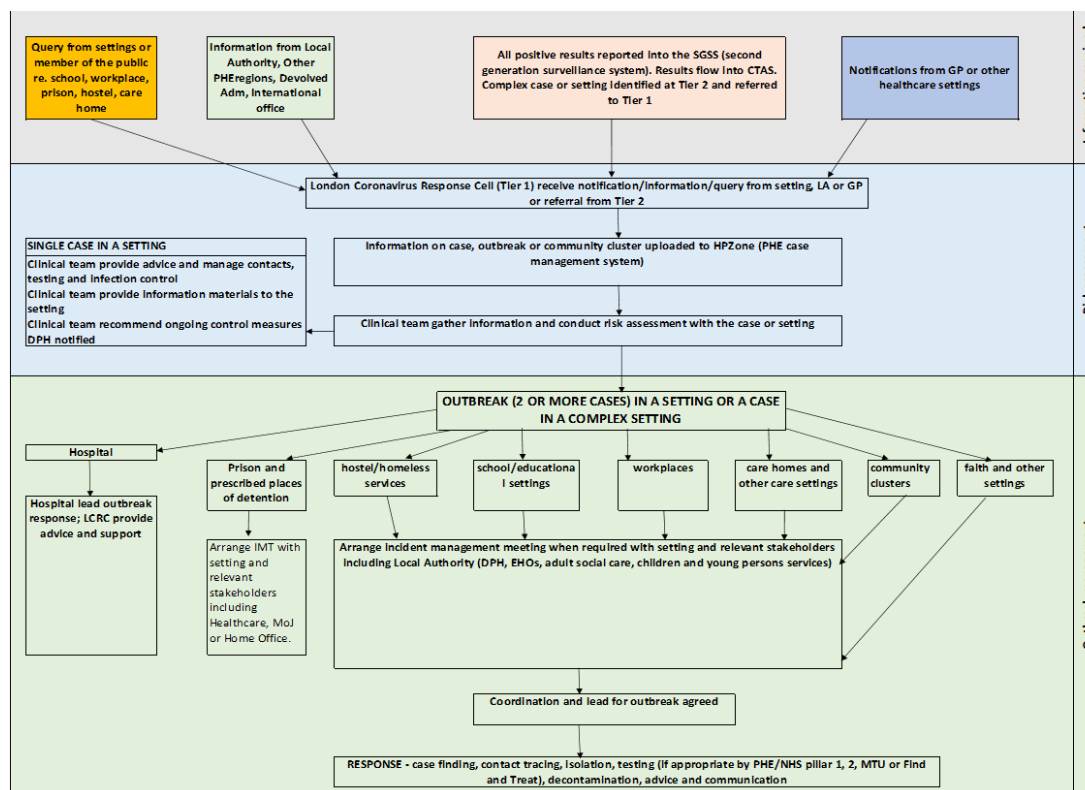 Query from settings or
member of the public
re. school, workplace,
prison, hostel, care
home
Information from Local
Authority, Other
PHEregions, Devolved
Adm, International
office
All positive results reported into the SGSS (second
generation surveillance system). Results flow into CTAS.
Complex case or setting identified at Tier 2 and referred
to Tier 1
Notifications from GP or other
healthcare settings
London Coronavirus Response Cell (Tier 1) receive notification/information/query from setting, LA or GP
or referral from Tier 2
Information on case, outbreak or community cluster uploaded to HPZone (PHE case
management system)
SINGLE CASE IN A SETTING
Clinical team provide advice and manage contacts,
testing and infection control
Clinical team provide information materials to the
setting
Clinical team recommend ongoing control measures
DPH notified
Clinical team gather information and conduct risk assessment with the case or setting
OUTBREAK (2 OR MORE CASES) IN A SETTING OR A CASE
IN A COMPLEX SETTING
Hospital
Prison and
prescribed places
of detention
hostel/homeless
services
school/educationa
l settings
workplaces
care homes and
other care settings
community
clusters
faith and other
settings
Hospital lead outbreak
response; LCRC provide
advice and support
Arrange IMT with
setting and
relevant
stakeholders
including
Healthcare, MoJ
or Home Office.
Arrange incident management meeting when required with setting and relevant stakeholders
including Local Authority (DPH, EHOs, adult social care, children and young persons services)
Coordination and lead for outbreak agreed
RESPONSE - case finding, contact tracing, isolation, testing (if appropriate by PHE/NHS pillar 1, 2, MTU or Find
and Treat), decontamination, advice and communication